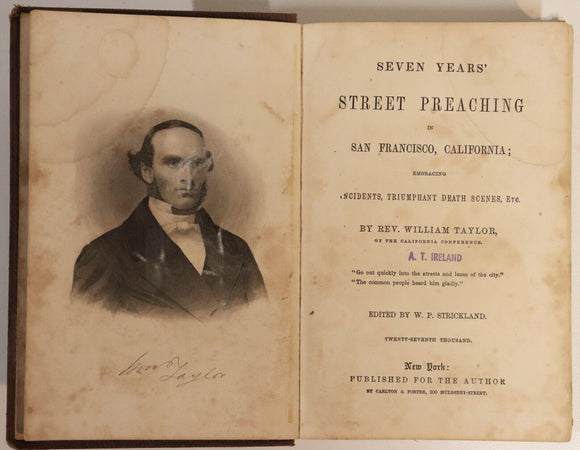 Wm Taylor
SEVEN YEARS'
STREET PREACHING
IN
SAN FRANCISCO, CALIFORNIA;
EMBRACING
INCIDENTS, TRIUMPHANT DEATH SCENES, Etc.
BY REV. WILLIAM TAYLOR,
OF THE CALIFORNIA CONFERENCE.
A. T. IRELAND
"Go out quickly into the streets and lanes of the city."
"The common people heard him gladly."
EDITED BY W. P. STRICKLAND.
TWENTY-SEVENTH THOUSAND.
New York:
PUBLISHED FOR THE AUTHOR
BY CARLTON & PORTER, 200 MULBERRY-STREET.